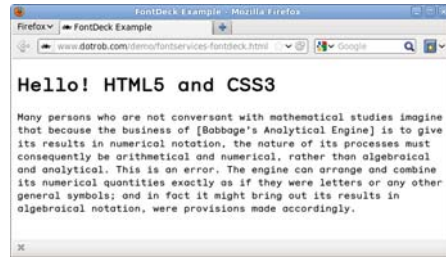 FontDeck Example - Mozilla Firefox
Firefox FontDeck Example
www.dotrob.com/demo/fontservices-fontdeck.html Google
Hello! HTML5 and CSS3
Many persons who are not conversant with mathematical studies imagine
that because the business of [Babbage's Analytical Engine] is to give
its results in numerical notation, the nature of its processes must
consequently be arithmetical and numerical, rather than algebraical
and analytical. This is an error. The engine can arrange and combine
its numerical quantities exactly as if they were letters or any other
general symbols; and in fact it might bring out its results in
algebraical notation, were provisions made accordingly.